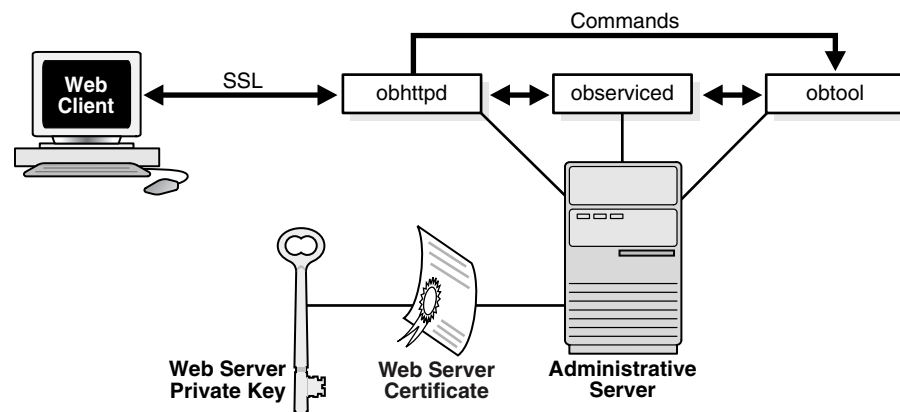 Commands
Web
Client
SSL
obhttpd
observiced
obtool
Web Server
Private Key
Web Server
Certificate
Administrative
Server